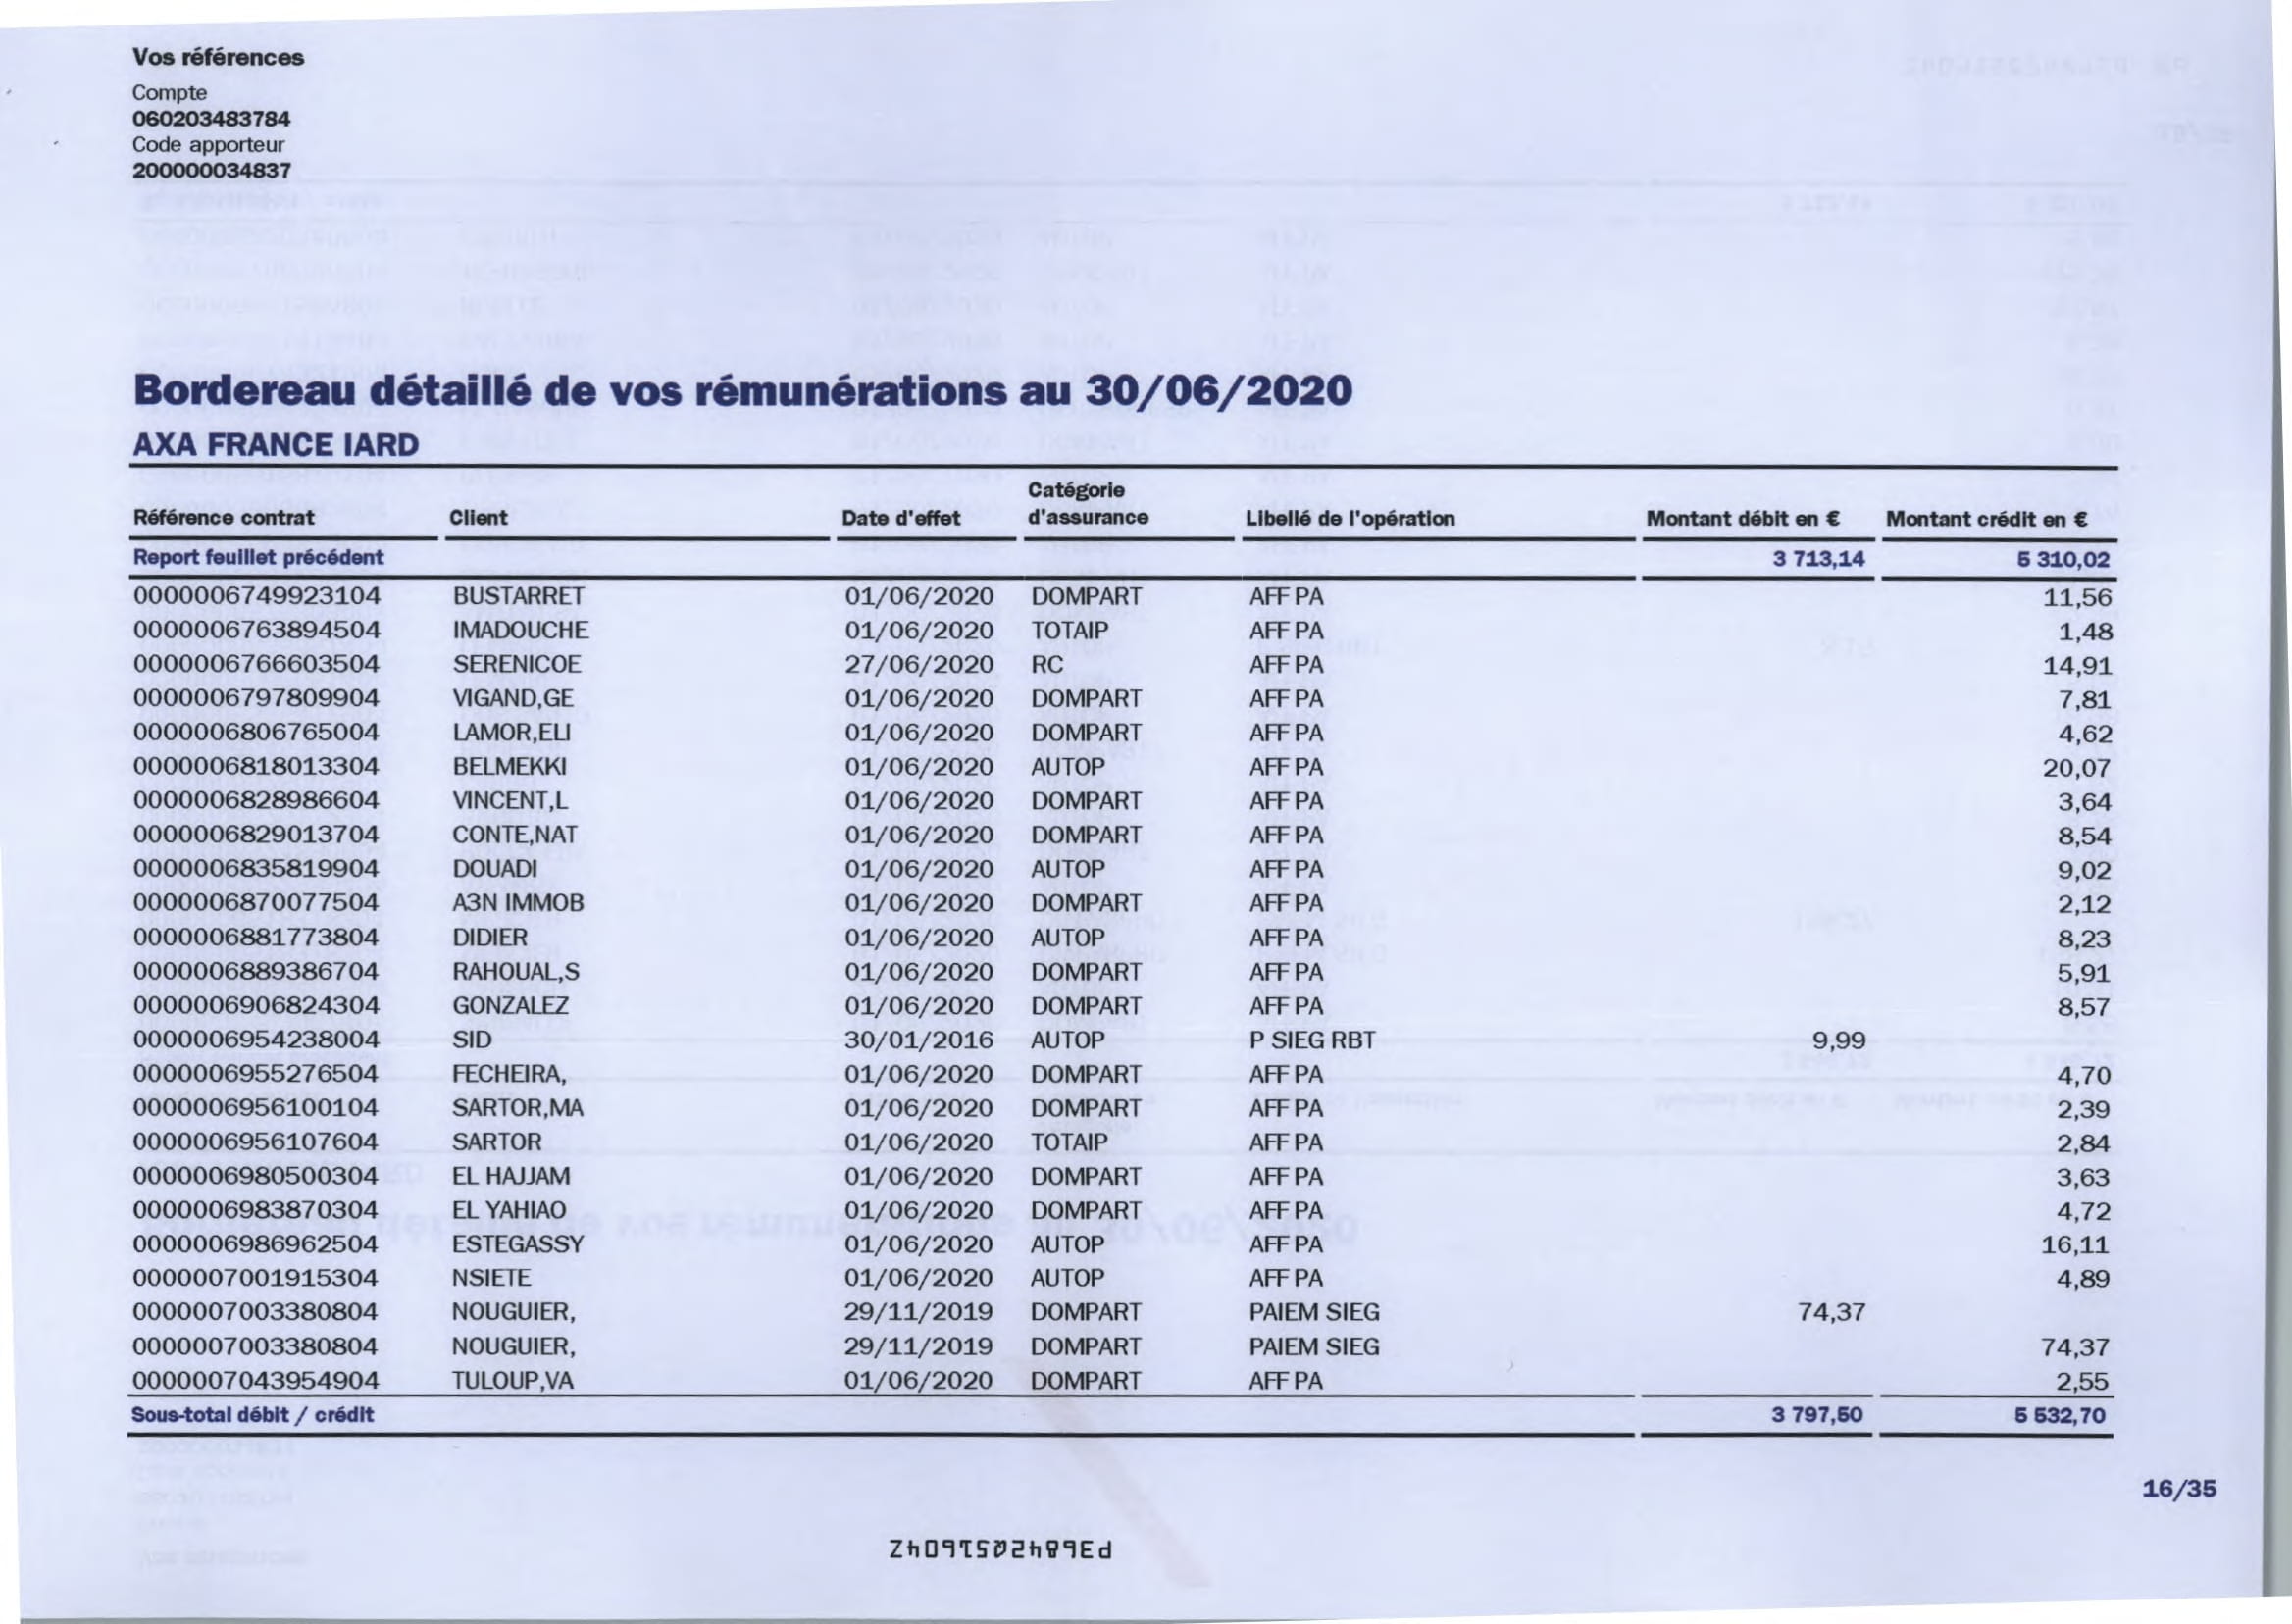 Vos références
Compte
060203483784
Code apporteur
200000034837
Bordereau détaillé de vos rémunérations au 30/06/2020
AXA FRANCE IARD
Référence contrat Client Date d'effet Catégorie d'assurance Libellé de l'opération Montant débit en € Montant crédit en €
Report feuillet précédent 3 713,14 5 310,02
0000006749923104 BUSTARRET 01/06/2020 DOMPART AFF PA 11,56
0000006763894504 IMADOUCHE 01/06/2020 TOTAIP AFF PA 1,48
0000006766603504 SERENICOE 27/06/2020 RC AFF PA 14,91
0000006797809904 VIGAND,GE 01/06/2020 DOMPART AFF PA 7,81
0000006806765004 LAMOR,ELI 01/06/2020 DOMPART AFF PA 4,62
0000006818013304 BELMEKKI 01/06/2020 AUTOP AFF PA 20,07
0000006828986604 VINCENT,L 01/06/2020 DOMPART AFF PA 3,64
0000006829013704 CONTE,NAT 01/06/2020 DOMPART AFF PA 8,54
0000006835819904 DOUADI 01/06/2020 AUTOP AFF PA 9,02
0000006870077504 A3N IMMOB 01/06/2020 DOMPART AFF PA 2,12
0000006881773804 DIDIER 01/06/2020 AUTOP AFF PA 8,23
0000006889386704 RAHOUAL,S 01/06/2020 DOMPART AFF PA 5,91
0000006906824304 GONZALEZ 01/06/2020 DOMPART AFF PA 8,57
0000006954238004 SID 30/01/2016 AUTOP P SIEG RBT 9,99
0000006955276504 FECHEIRA, 01/06/2020 DOMPART AFF PA 4,70
0000006956100104 SARTOR,MA 01/06/2020 DOMPART AFF PA 2,39
0000006956107604 SARTOR 01/06/2020 TOTAIP AFF PA 2,84
0000006980500304 EL HAJJAM 01/06/2020 DOMPART AFF PA 3,63
0000006983870304 EL YAHIAO 01/06/2020 DOMPART AFF PA 4,72
0000006986962504 ESTEGASSY 01/06/2020 AUTOP AFF PA 16,11
0000007001915304 NSIETE 01/06/2020 AUTOP AFF PA 4,89
0000007003380804 NOUGUIER, 29/11/2019 DOMPART PAIEM SIEG 74,37
0000007003380804 NOUGUIER, 29/11/2019 DOMPART PAIEM SIEG 74,37
0000007043954904 TULOUP,VA 01/06/2020 DOMPART AFF PA 2,55
Sous-total débit / crédit 3 797,50 5 532,70
16/35